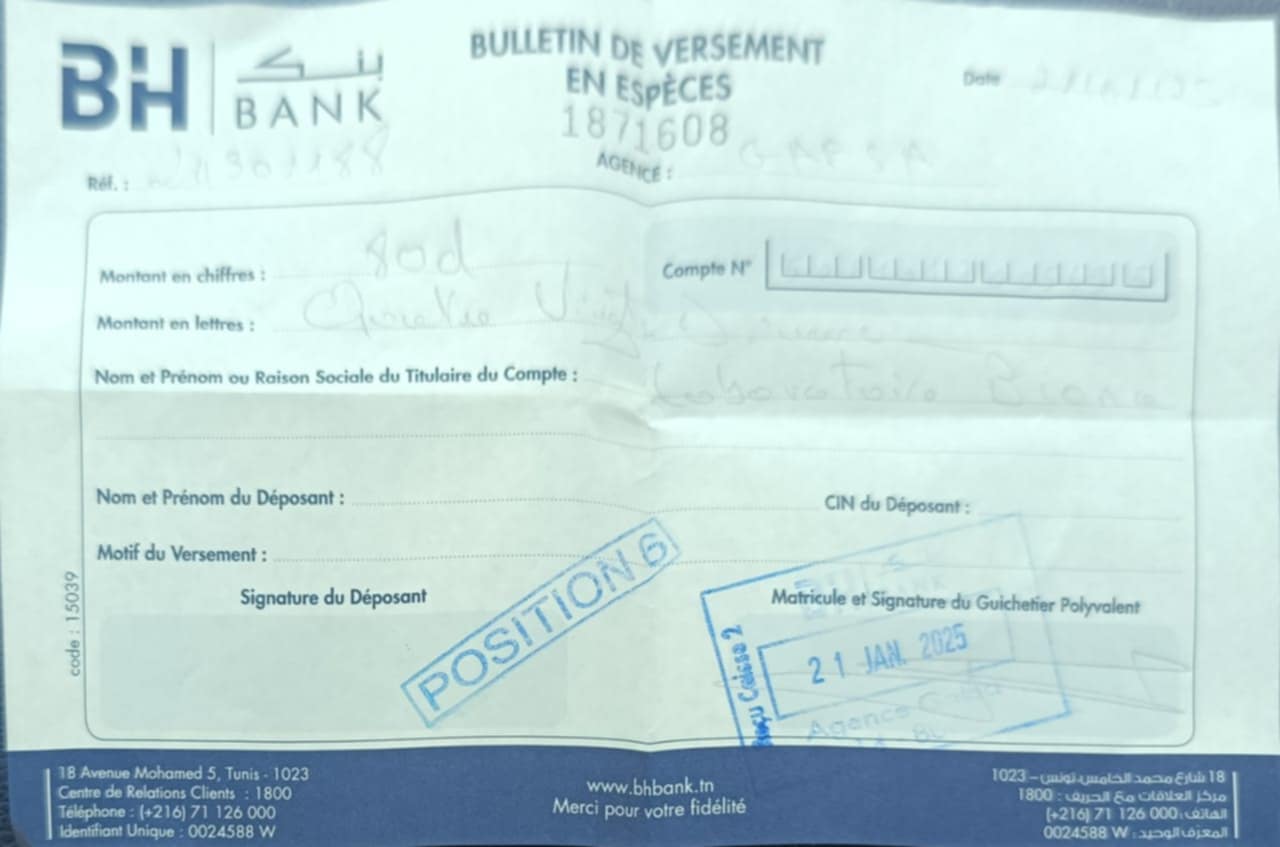 BH BANK بنك
BULLETIN DE VERSEMENT
EN ESPÈCES
1871608
Date
AGENCE : GAFSA
Réf. :
Montant en chiffres : 80d
Compte N°
Montant en lettres : Quatre Vingt
Nom et Prénom ou Raison Sociale du Titulaire du Compte : Laboratoire
Nom et Prénom du Déposant :
CIN du Déposant :
Motif du Versement :
POSITION 6
Signature du Déposant
Matricule et Signature du Guichetier Polyvalent
Reçu Caisse 2
21 JAN. 2025
Agence
code : 15039
18 Avenue Mohamed 5, Tunis - 1023
Centre de Relations Clients : 1800
Téléphone : (+216) 71 126 000
Identifiant Unique : 0024588 W
www.bhbank.tn
Merci pour votre fidélité
18 شارع محمد الخامس تونس – 1023
مركز العلاقات مع الحريف : 1800
الهاتف : 000 126 71 (216+)
المعرف الوحيد : 0024588 W